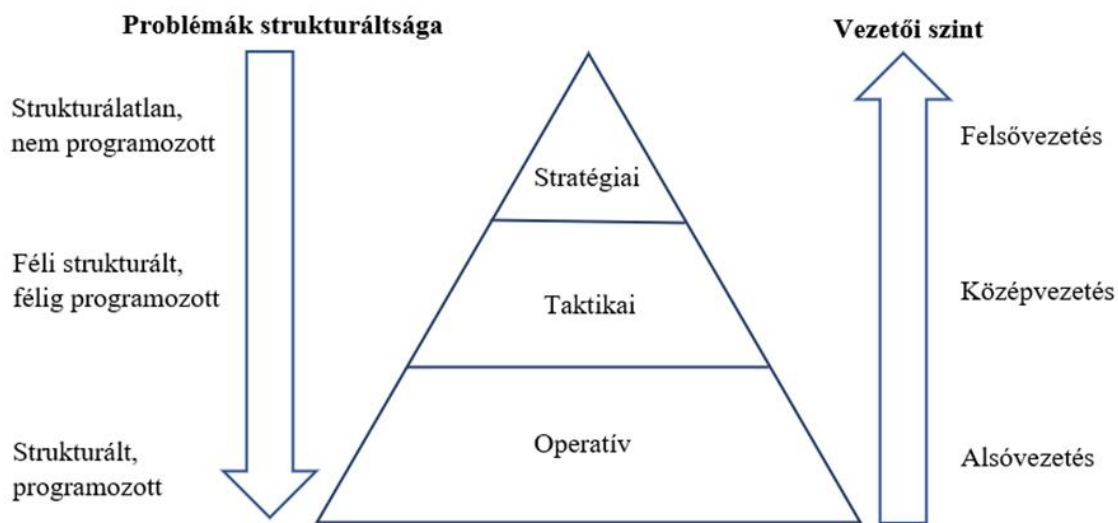 Problémák strukturáltsága
Vezetői szint
Strukturálatlan,
nem programozott
Stratégiai
Felsővezetés
Féli strukturált,
félig programozott
Taktikai
Középvezetés
Strukturált,
programozott
Operatív
Alsóvezetés